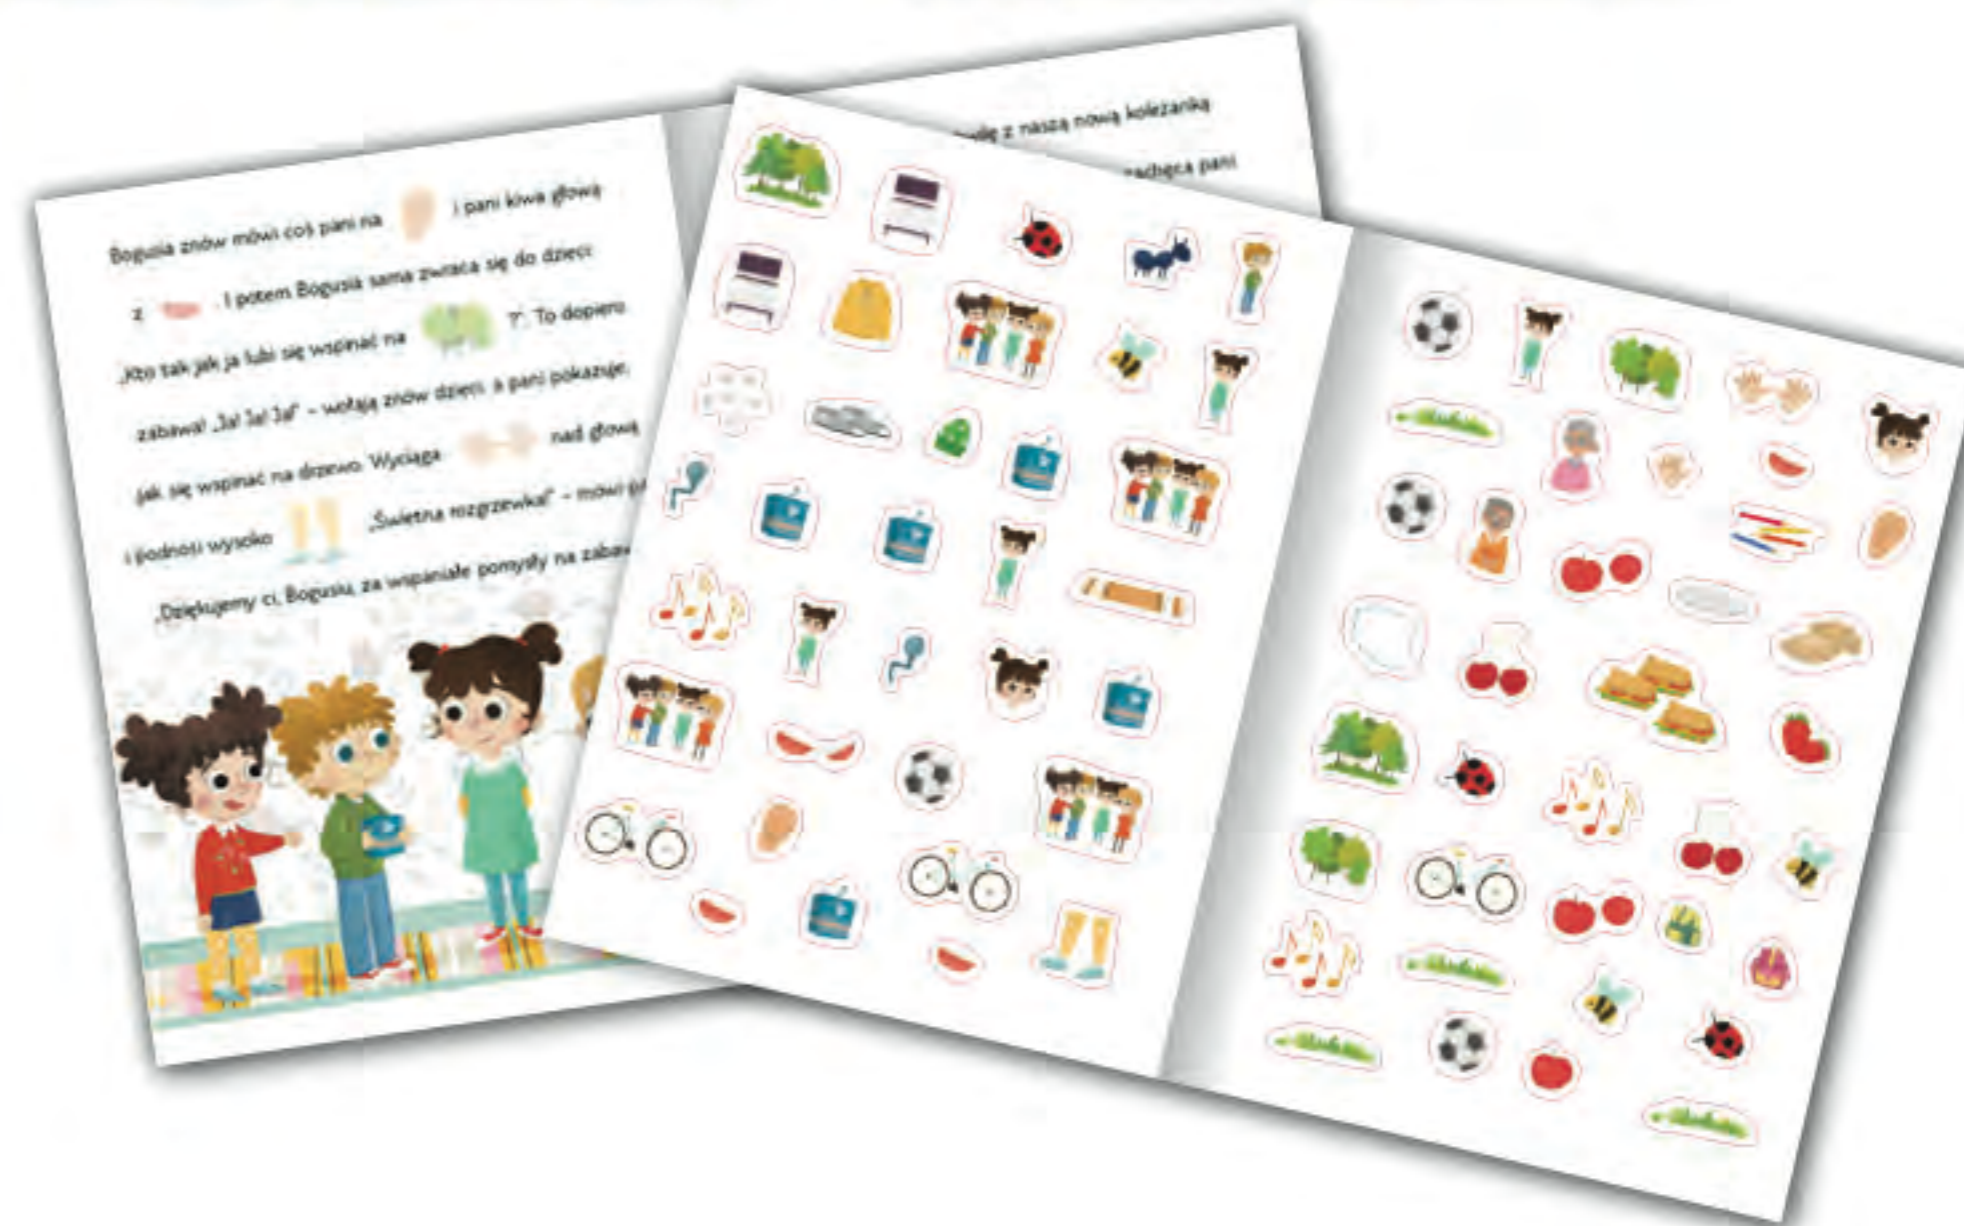 Bogusia znów mówi coś pani na i pani kiwa głową
z . I potem Bogusia sama zwraca się do dzieci:
„Kto tak jak ja lubi się wspinać na ?”. To dopiero
zabawa! „Ja! Ja! Ja!” – wołają znów dzieci, a pani pokazuje,
jak się wspinać na drzewo. Wyciąga nad głową
i podnosi wysoko „Świetna rozgrzewka!” – mówi
„Dziękujemy ci, Bogusiu, za wspaniałe pomysły na
z naszą nową koleżanką
zachęca pani